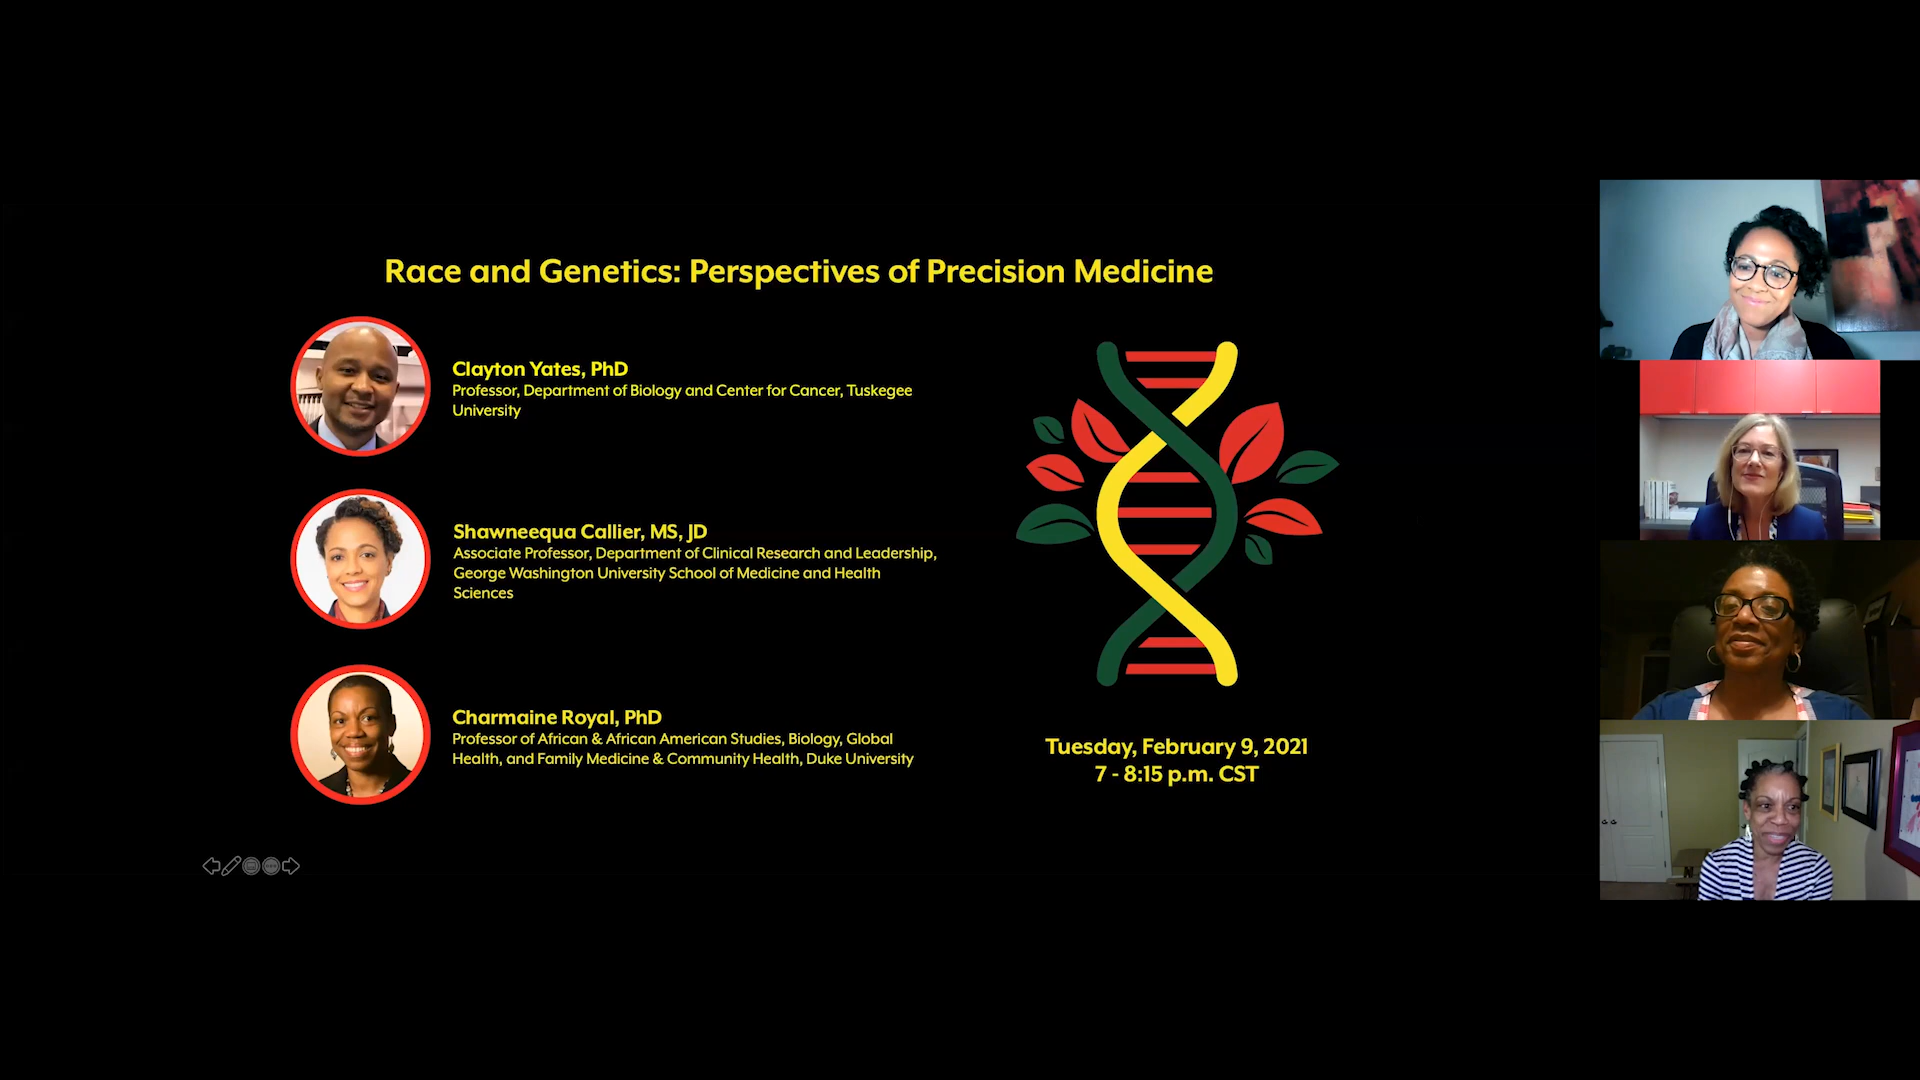 Race and Genetics: Perspectives of Precision Medicine
Clayton Yates, PhD
Professor, Department of Biology and Center for Cancer, Tuskegee
University
Shawneequa Callier, MS, JD
Associate Professor, Department of Clinical Research and Leadership,
George Washington University School of Medicine and Health
Sciences
Charmaine Royal, PhD
Professor of African & African American Studies, Biology, Global
Health, and Family Medicine & Community Health, Duke University
Tuesday, February 9, 2021
7 - 8:15 p.m. CST